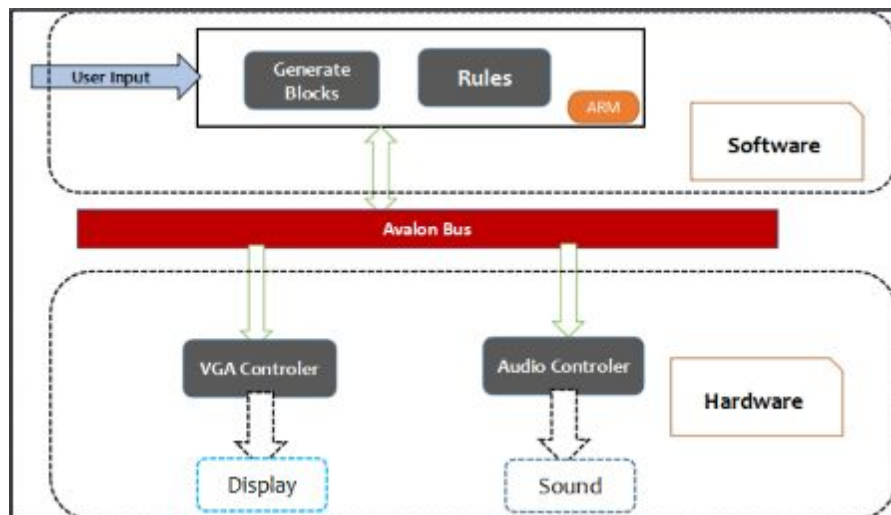 User Input
Generate
Blocks
Rules
ARM
Software
Avalon Bus
VGA Controler
Audio Controler
Hardware
Display
Sound